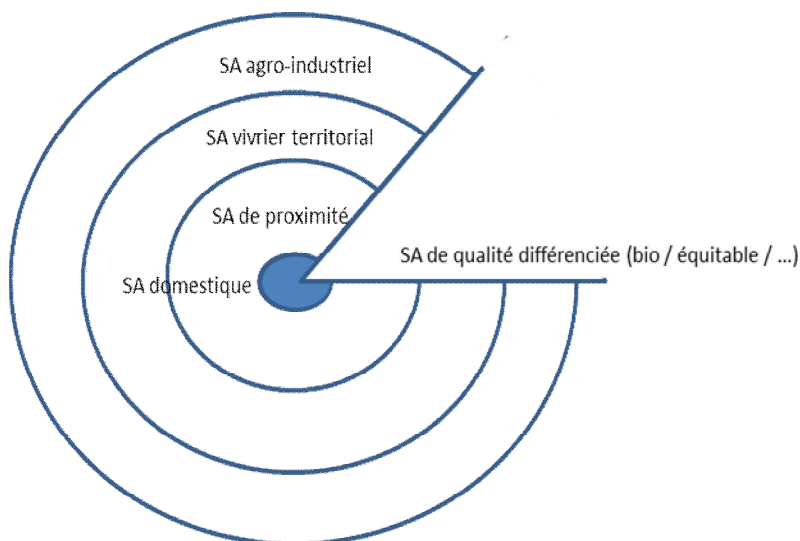 SA agro-industriel
SA vivrier territorial
SA de proximité
SA de qualité différenciée (bio / équitable / ...)
SA domestique